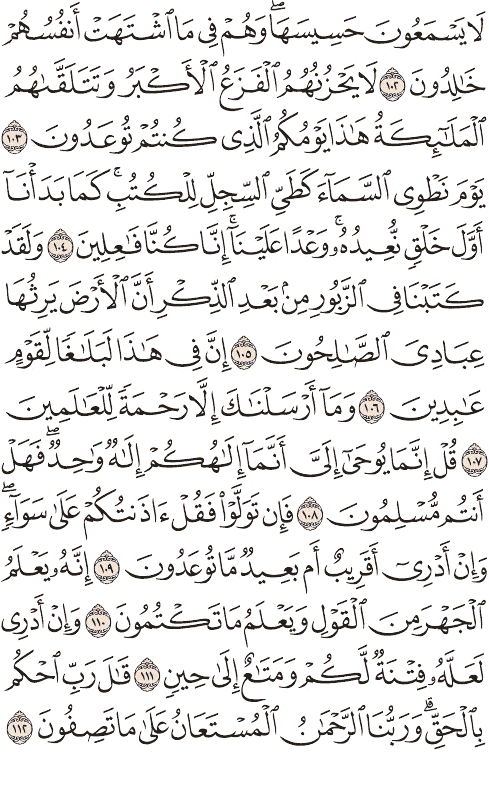 لَا يَسۡمَعُونَ حَسِيسَهَاۖ وَهُمۡ فِي مَا ٱشۡتَهَتۡ أَنفُسُهُمۡ
خَٰلِدُونَ ١٠٢ لَا يَحۡزُنُهُمُ ٱلۡفَزَعُ ٱلۡأَكۡبَرُ وَتَتَلَقَّىٰهُمُ
ٱلۡمَلَٰٓئِكَةُ هَٰذَا يَوۡمُكُمُ ٱلَّذِي كُنتُمۡ تُوعَدُونَ ١٠٣
يَوۡمَ نَطۡوِي ٱلسَّمَآءَ كَطَيِّ ٱلسِّجِلِّ لِلۡكُتُبِۚ كَمَا بَدَأۡنَآ
أَوَّلَ خَلۡقٖ نُّعِيدُهُۥۚ وَعۡدًا عَلَيۡنَآۚ إِنَّا كُنَّا فَٰعِلِينَ ١٠٤ وَلَقَدۡ
كَتَبۡنَا فِي ٱلزَّبُورِ مِنۢ بَعۡدِ ٱلذِّكۡرِ أَنَّ ٱلۡأَرۡضَ يَرِثُهَا
عِبَادِيَ ٱلصَّٰلِحُونَ ١٠٥ إِنَّ فِي هَٰذَا لَبَلَٰغٗا لِّقَوۡمٍ
عَٰبِدِينَ ١٠٦ وَمَآ أَرۡسَلۡنَٰكَ إِلَّا رَحۡمَةٗ لِّلۡعَٰلَمِينَ
١٠٧ قُلۡ إِنَّمَا يُوحَىٰٓ إِلَيَّ أَنَّمَآ إِلَٰهُكُمۡ إِلَٰهٞ وَٰحِدٞۖ فَهَلۡ
أَنتُم مُّسۡلِمُونَ ١٠٨ فَإِن تَوَلَّوۡاْ فَقُلۡ ءَاذَنتُكُمۡ عَلَىٰ سَوَآءٖۖ
وَإِنۡ أَدۡرِيٓ أَقَرِيبٌ أَم بَعِيدٞ مَّا تُوعَدُونَ ١٠٩ إِنَّهُۥ يَعۡلَمُ
ٱلۡجَهۡرَ مِنَ ٱلۡقَوۡلِ وَيَعۡلَمُ مَا تَكۡتُمُونَ ١١٠ وَإِنۡ أَدۡرِي
لَعَلَّهُۥ فِتۡنَةٞ لَّكُمۡ وَمَتَٰعٌ إِلَىٰ حِينٖ ١١١ قَٰلَ رَبِّ ٱحۡكُم
بِٱلۡحَقِّۗ وَرَبُّنَا ٱلرَّحۡمَٰنُ ٱلۡمُسۡتَعَانُ عَلَىٰ مَا تَصِفُونَ ١١٢